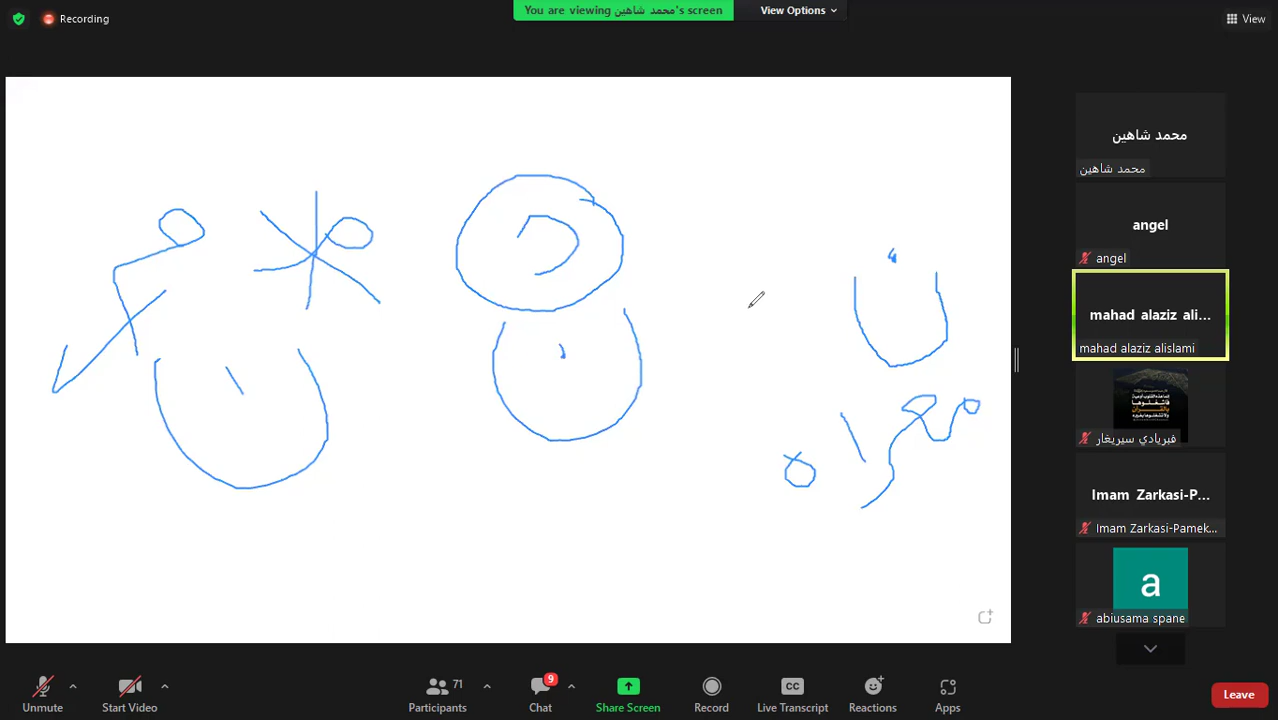 Recording
You are viewing محمد شاهين's screen
View Options
View
محمد شاهين
محمد شاهين
angel
angel
mahad alaziz ali...
mahad alaziz alislami
فبريادي سيريغار
Imam Zarkasi-P...
Imam Zarkasi-Pamek...
a
abiusama spane
ن
Unmute
Start Video
71
Participants
9
Chat
Share Screen
Record
CC
Live Transcript
Reactions
Apps
Leave